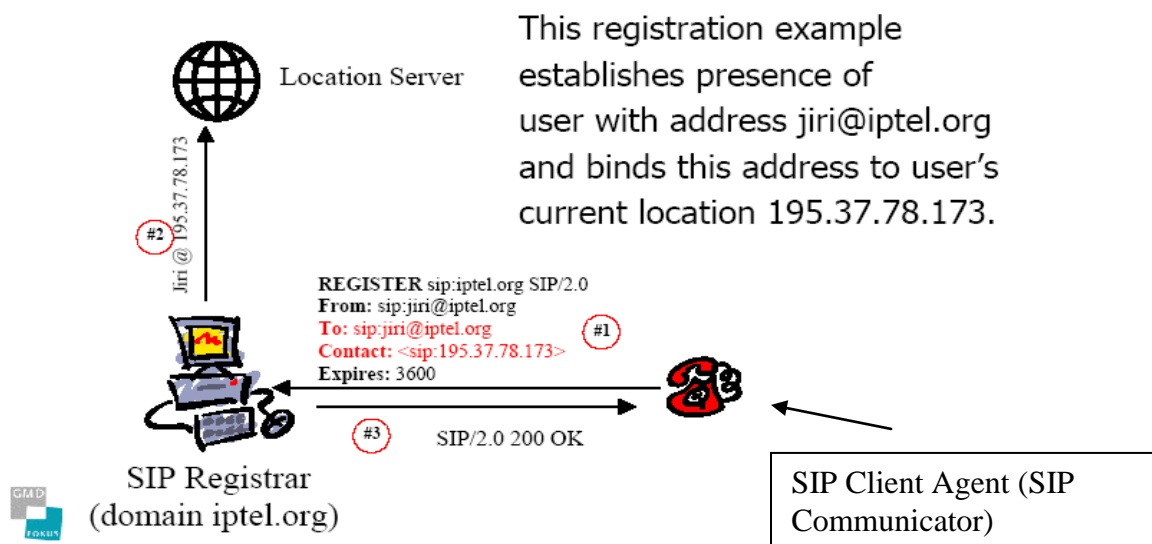 This registration example
establishes presence of
user with address jiri@iptel.org
and binds this address to user's
current location 195.37.78.173.
Location Server
Jiri @ 195.37.78.173
#2
REGISTER sip:iptel.org SIP/2.0
From: sip:jiri@iptel.org
To: sip:jiri@iptel.org
Contact: <sip:195.37.78.173>
Expires: 3600
#1
#3
SIP/2.0 200 OK
SIP Registrar
(domain iptel.org)
SIP Client Agent (SIP
Communicator)
GMD
FOKUS